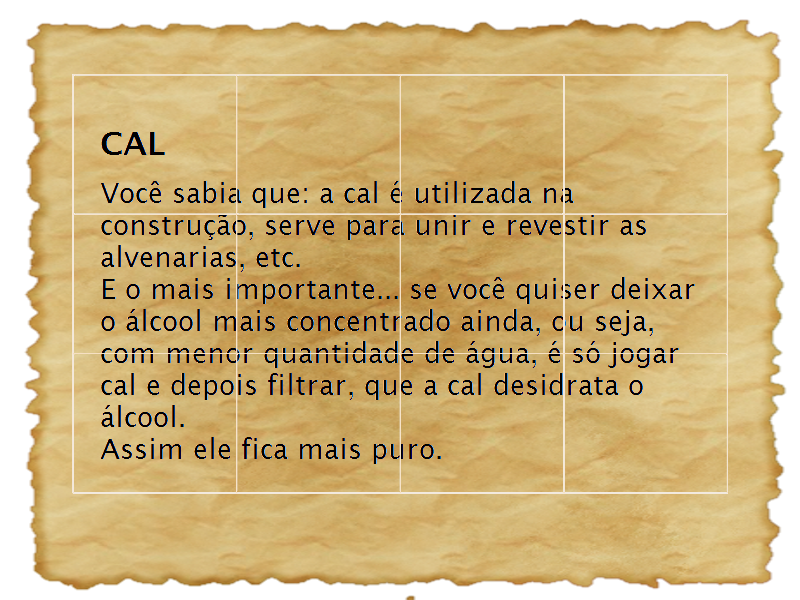 CAL
Você sabia que: a cal é utilizada na
construção, serve para unir e revestir as
alvenarias, etc.
E o mais importante... se você quiser deixar
o álcool mais concentrado ainda, ou seja,
com menor quantidade de água, é só jogar
cal e depois filtrar, que a cal desidrata o
álcool.
Assim ele fica mais puro.